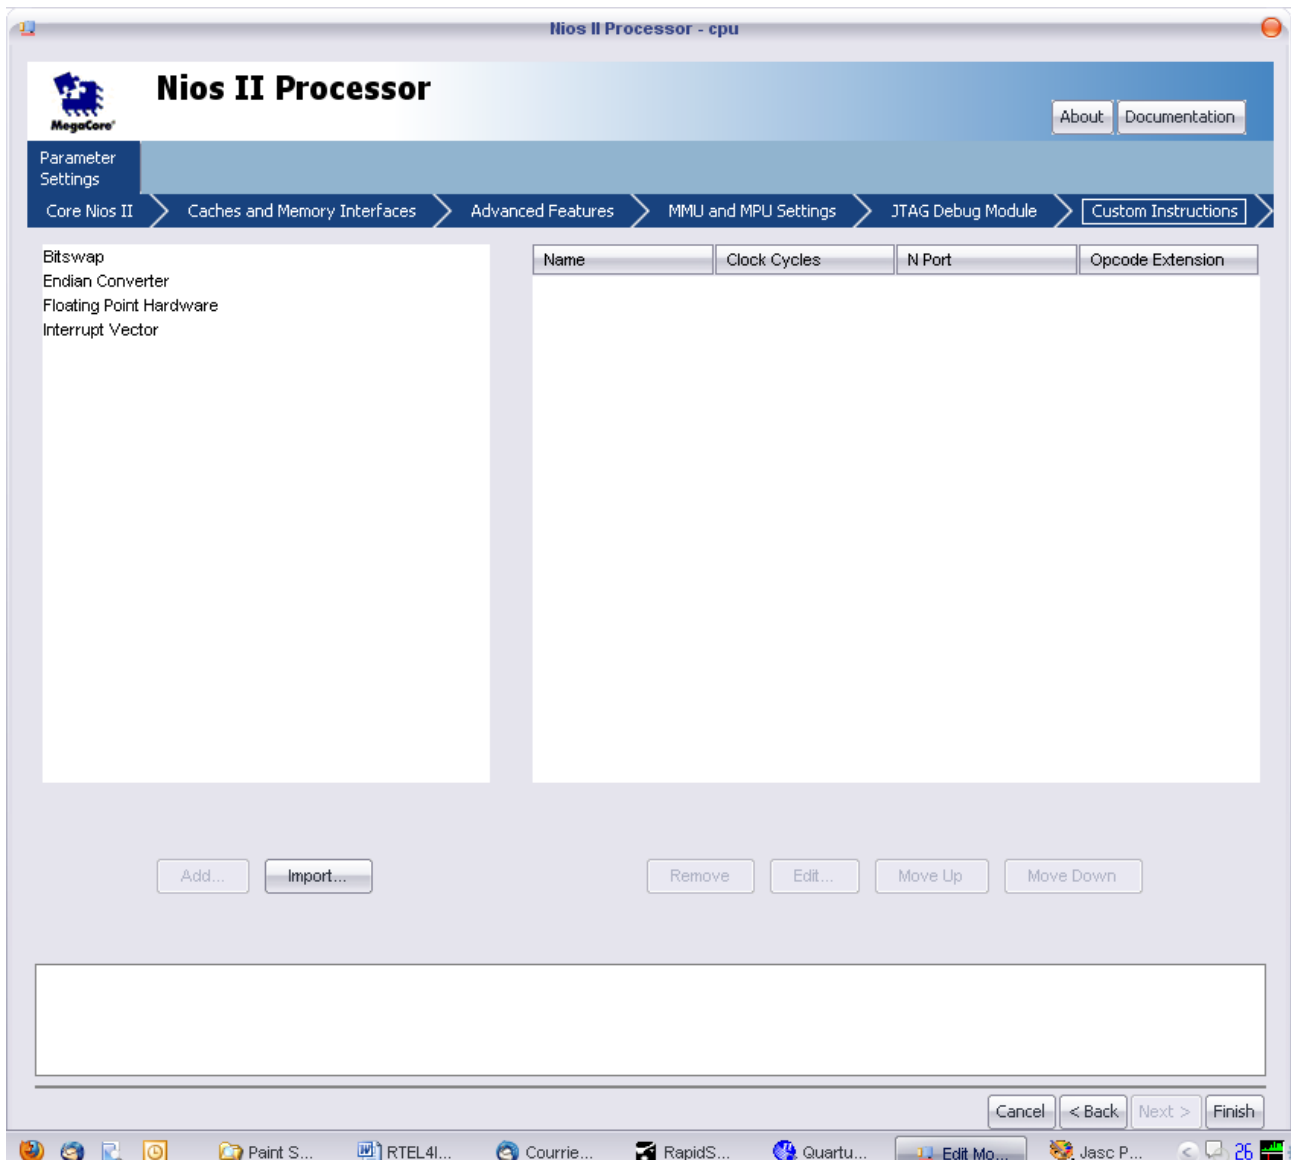 Nios II Processor - cpu
Nios II Processor
MegaCore®
About Documentation
Parameter
Settings
Core Nios II Caches and Memory Interfaces Advanced Features MMU and MPU Settings JTAG Debug Module Custom Instructions
Bitswap
Endian Converter
Floating Point Hardware
Interrupt Vector
Name Clock Cycles N Port Opcode Extension
Add... Import... Remove Edit... Move Up Move Down
Cancel < Back Next > Finish
Paint S... RTEL4I... Courrie... RapidS... Quartu... Edit Mo... Jasc P... 26